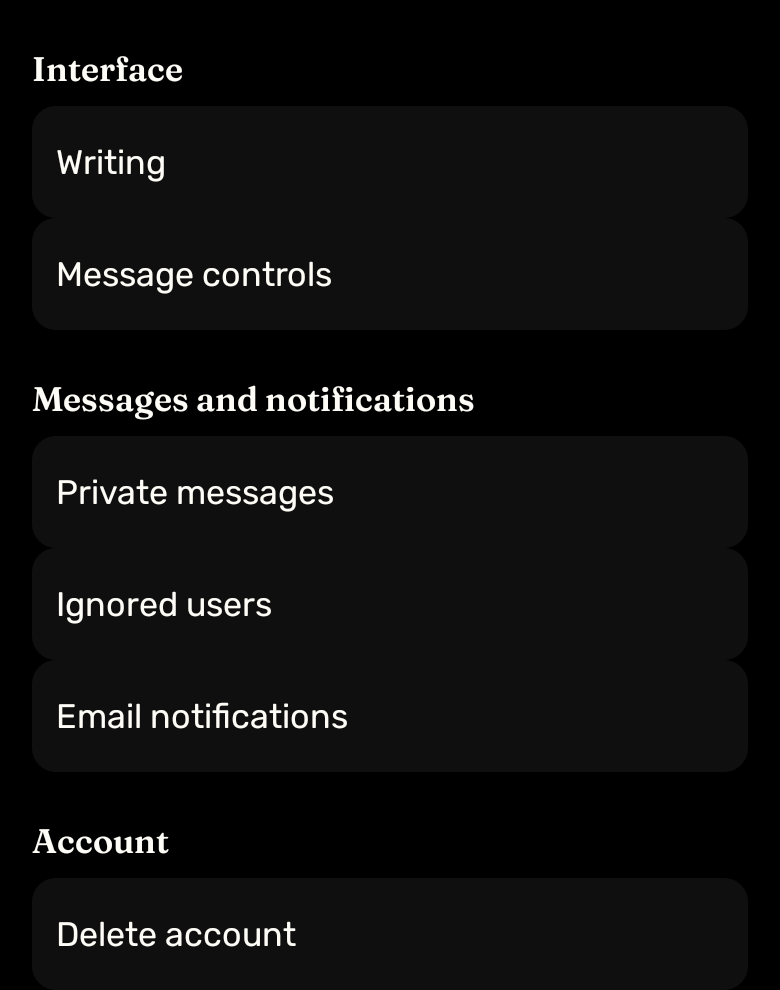 Interface
Writing
Message controls
Messages and notifications
Private messages
Ignored users
Email notifications
Account
Delete account